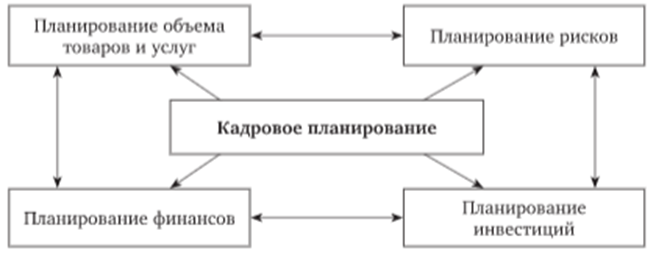 Планирование объема
товаров и услуг
Планирование рисков
Кадровое планирование
Планирование финансов
Планирование
инвестиций